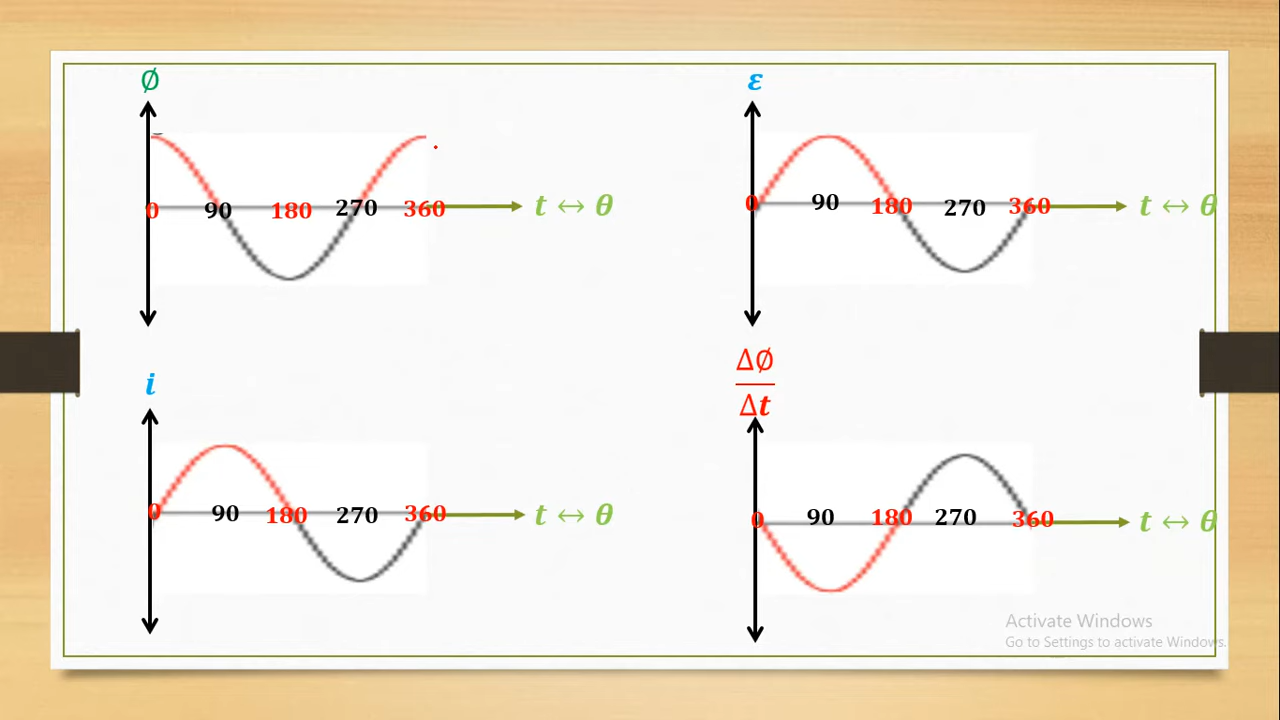 Ø
0 90 180 270 360 t ↔ θ
ε
0 90 180 270 360 t ↔ θ
i
0 90 180 270 360 t ↔ θ
ΔØ
Δt
0 90 180 270 360 t ↔ θ
Activate Windows
Go to Settings to activate Windows.